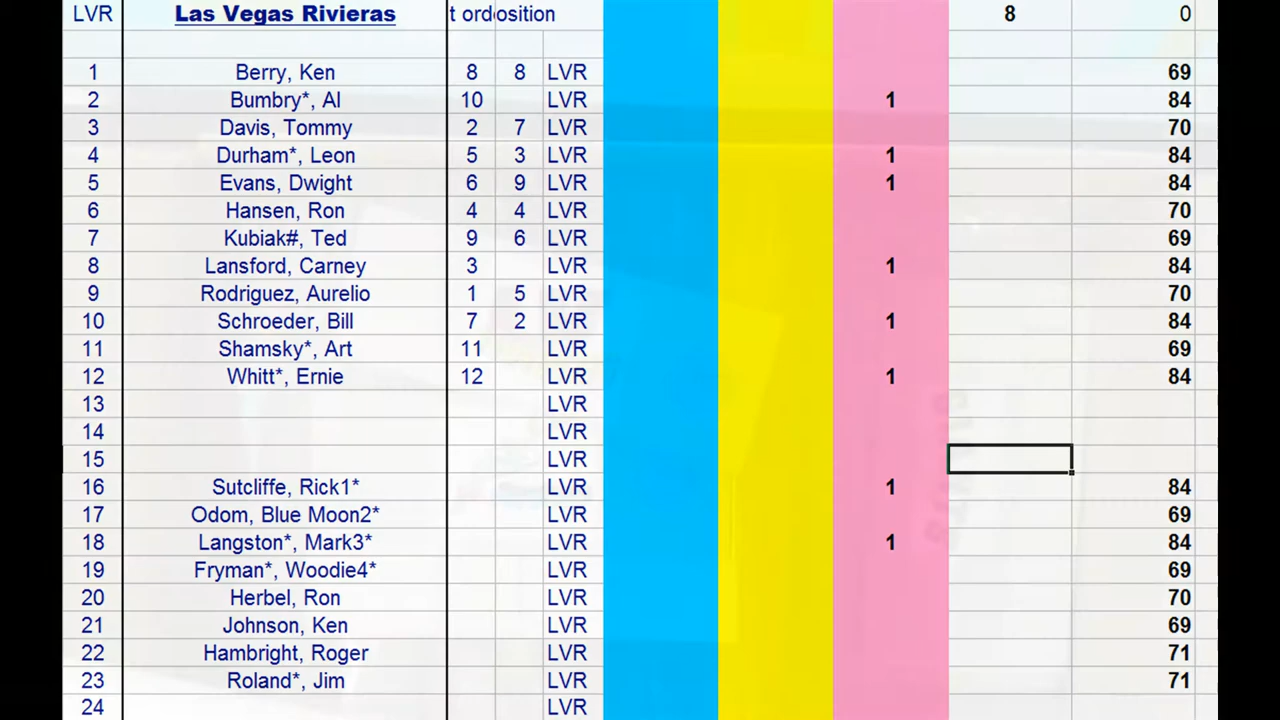 LVR Las Vegas Rivieras t ord osition 8 0
1 Berry, Ken 8 8 LVR 69
2 Bumbry*, Al 10 LVR 1 84
3 Davis, Tommy 2 7 LVR 70
4 Durham*, Leon 5 3 LVR 1 84
5 Evans, Dwight 6 9 LVR 1 84
6 Hansen, Ron 4 4 LVR 70
7 Kubiak#, Ted 9 6 LVR 69
8 Lansford, Carney 3 LVR 1 84
9 Rodriguez, Aurelio 1 5 LVR 70
10 Schroeder, Bill 7 2 LVR 1 84
11 Shamsky*, Art 11 LVR 69
12 Whitt*, Ernie 12 LVR 1 84
13 LVR
14 LVR
15 LVR
16 Sutcliffe, Rick1* LVR 1 84
17 Odom, Blue Moon2* LVR 69
18 Langston*, Mark3* LVR 1 84
19 Fryman*, Woodie4* LVR 69
20 Herbel, Ron LVR 70
21 Johnson, Ken LVR 69
22 Hambright, Roger LVR 71
23 Roland*, Jim LVR 71
24 LVR